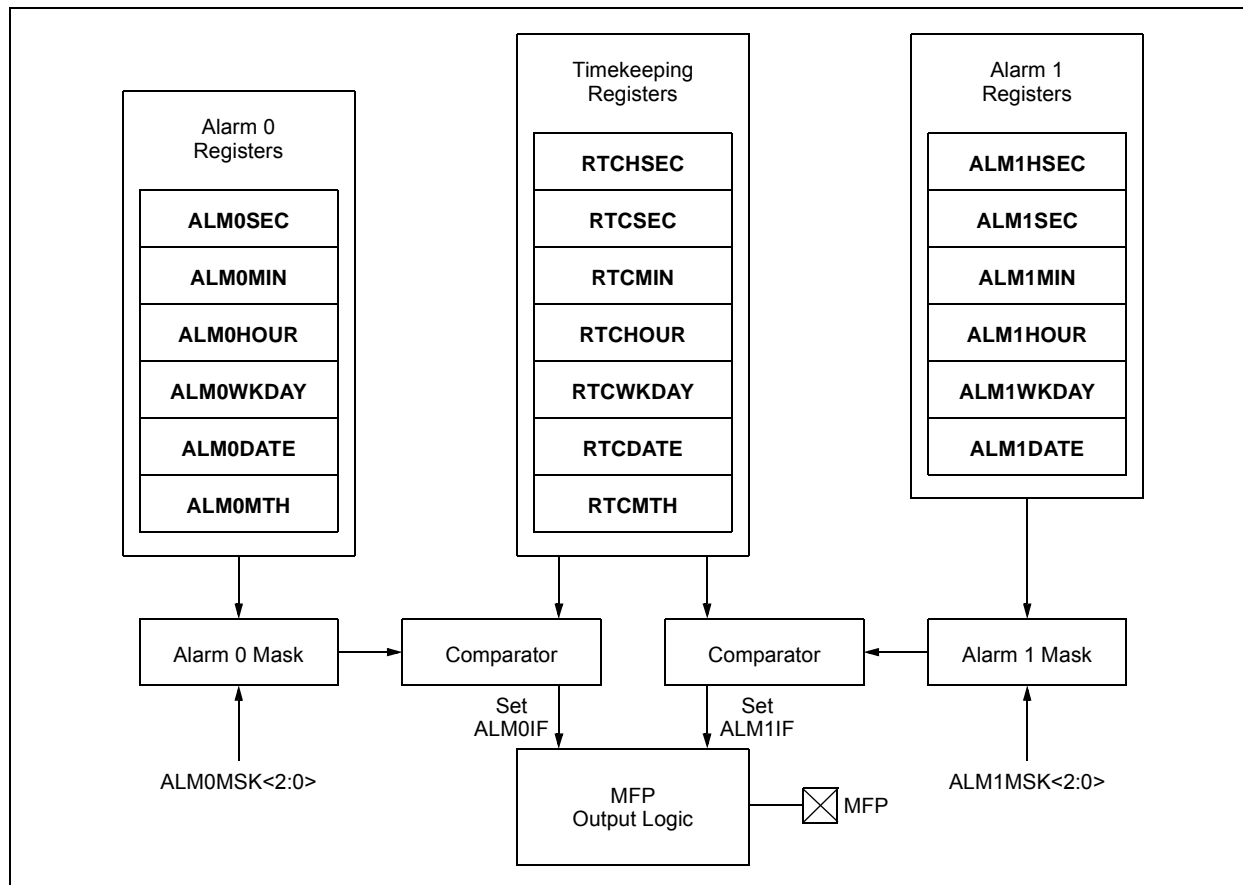 Alarm 0
Registers
ALM0SEC
ALM0MIN
ALM0HOUR
ALM0WKDAY
ALM0DATE
ALM0MTH
Timekeeping
Registers
RTCHSEC
RTCSEC
RTCMIN
RTCHOUR
RTCWKDAY
RTCDATE
RTCMTH
Alarm 1
Registers
ALM1HSEC
ALM1SEC
ALM1MIN
ALM1HOUR
ALM1WKDAY
ALM1DATE
Alarm 0 Mask
Comparator
Comparator
Alarm 1 Mask
Set
ALM0IF
Set
ALM1IF
ALM0MSK<2:0>
MFP
Output Logic
MFP
ALM1MSK<2:0>